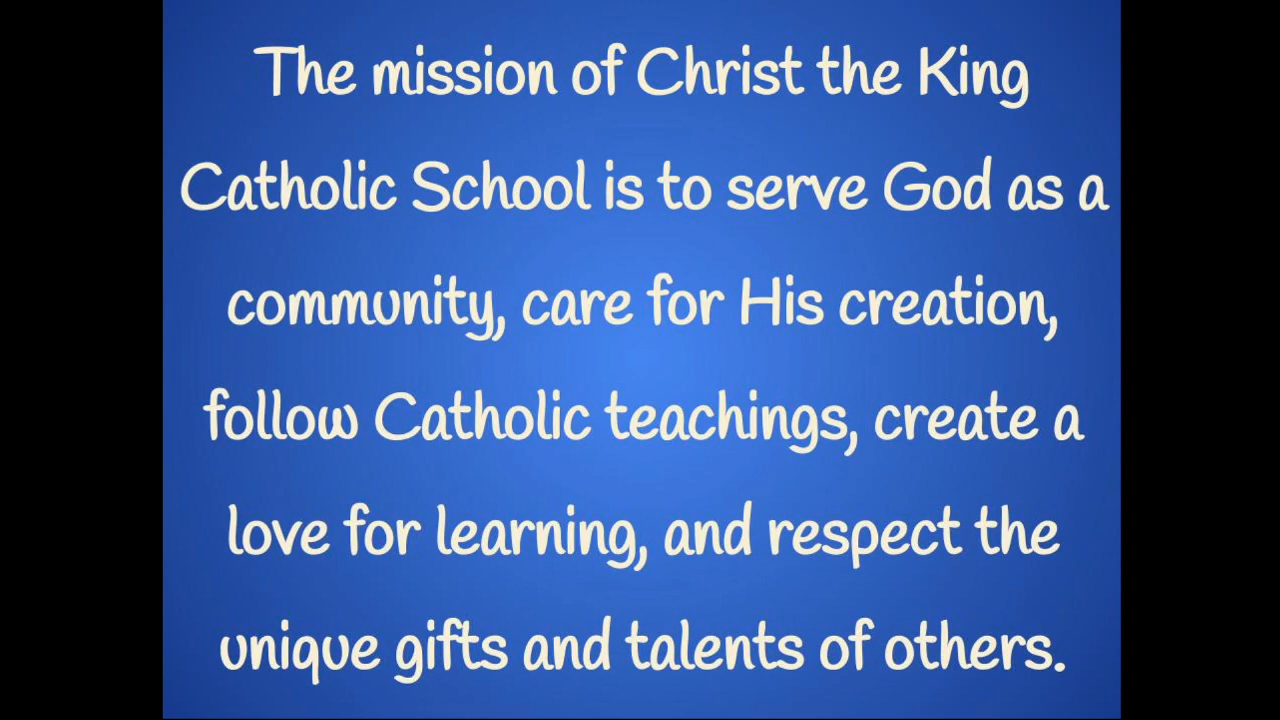 The mission of Christ the King
Catholic School is to serve God as a
community, care for His creation,
follow Catholic teachings, create a
love for learning, and respect the
unique gifts and talents of others.